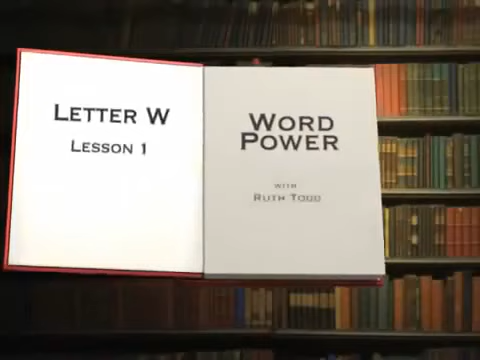 Letter W
Lesson 1
Word
Power
with
Ruth Todd